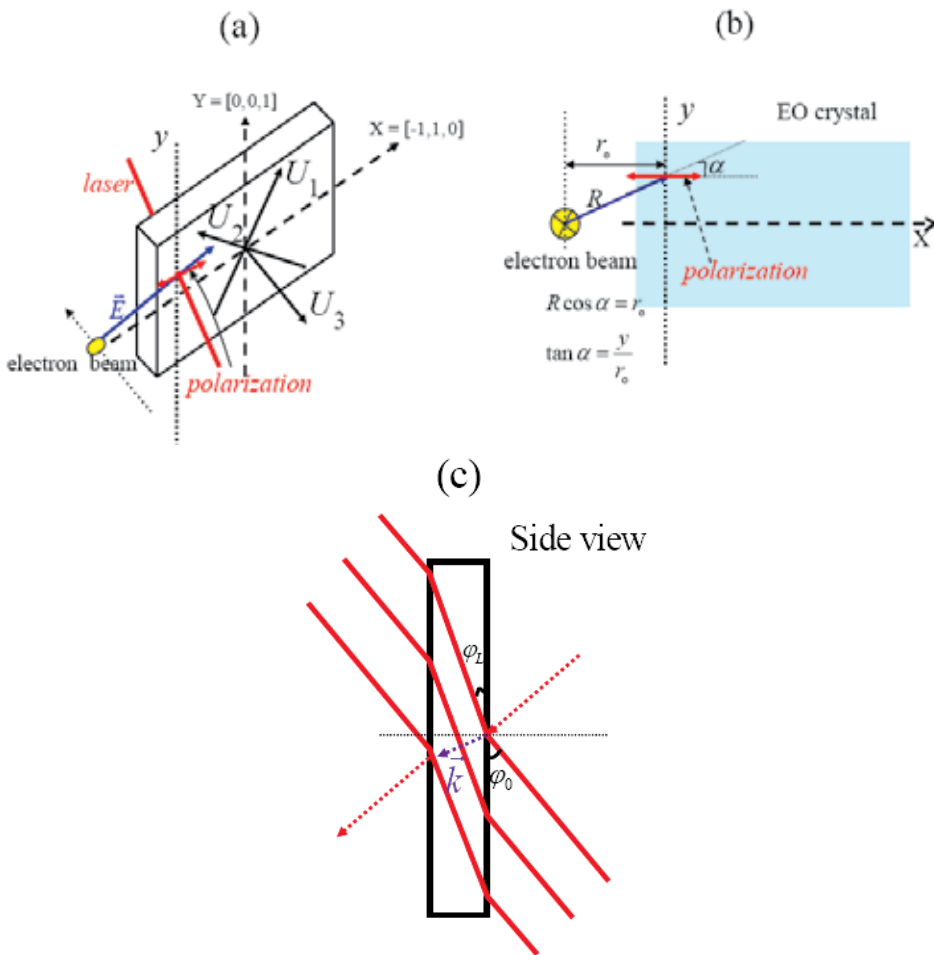 (a)
Y = [0,0,1]
X = [-1,1,0]
y
laser
U₁
U₂
E⃗
U₃
electron beam
polarization
(b)
y
EO crystal
r₀
α
R
X
electron beam
polarization
R cos α = r₀
tan α = y/r₀
(c)
Side view
φ_L
k⃗
φ₀